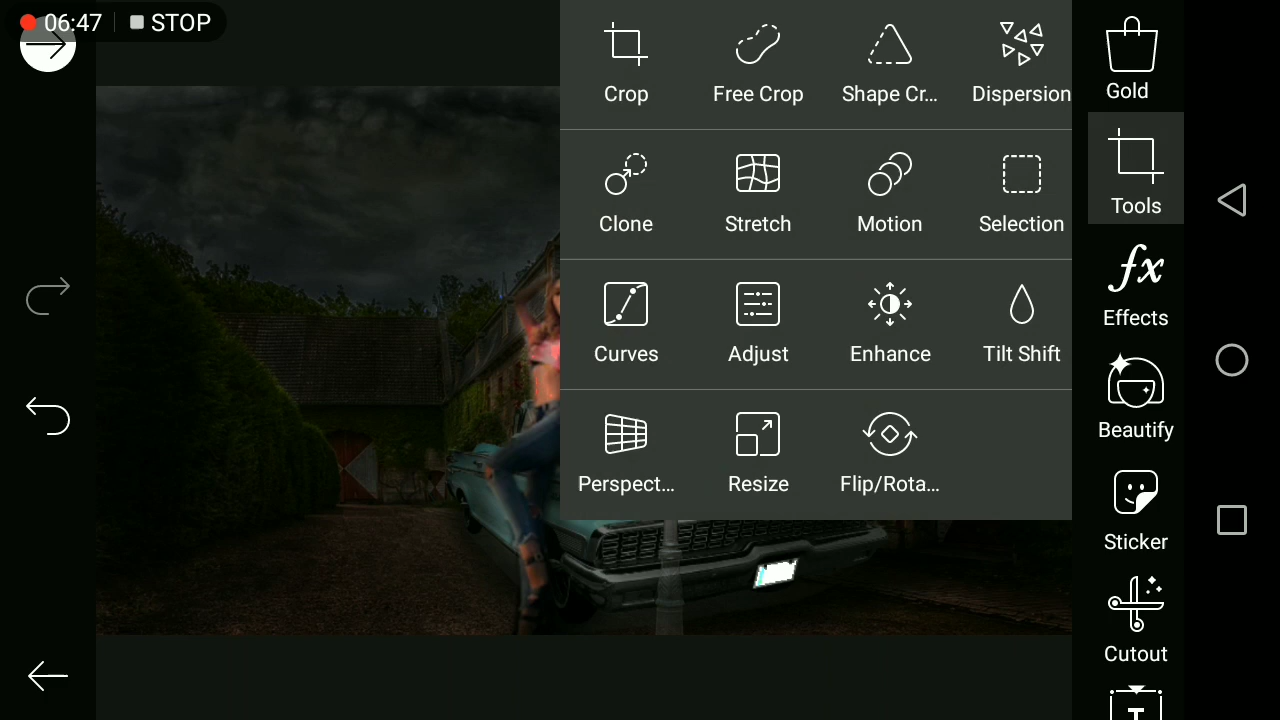 06:47 STOP
Crop Free Crop Shape Cr... Dispersion
Clone Stretch Motion Selection
Curves Adjust Enhance Tilt Shift
Perspect... Resize Flip/Rota...
Gold
Tools
fx
Effects
Beautify
Sticker
Cutout
T